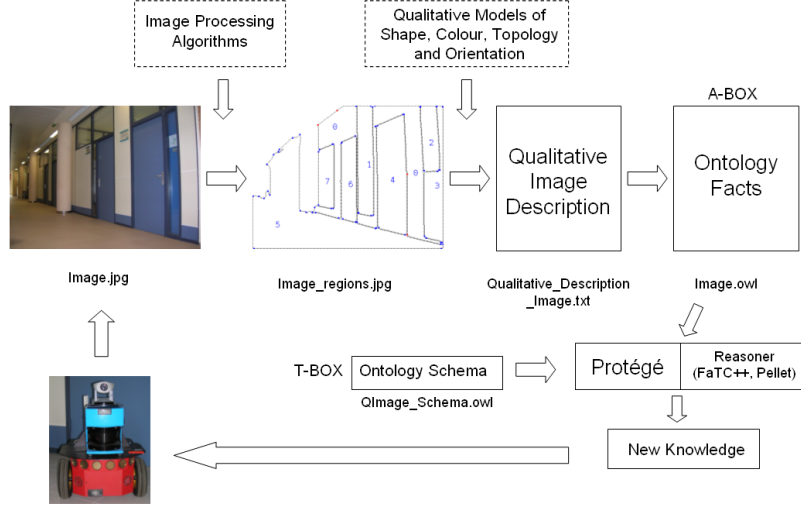 Image Processing
Algorithms
Qualitative Models of
Shape, Colour, Topology
and Orientation
A-BOX
0
2
1
7
6
4
0
3
5
Qualitative
Image
Description
Ontology
Facts
Image.jpg
Image_regions.jpg
Qualitative_Description
_Image.txt
Image.owl
T-BOX
Ontology Schema
QImage_Schema.owl
Protégé
Reasoner
(FaTC++, Pellet)
New Knowledge